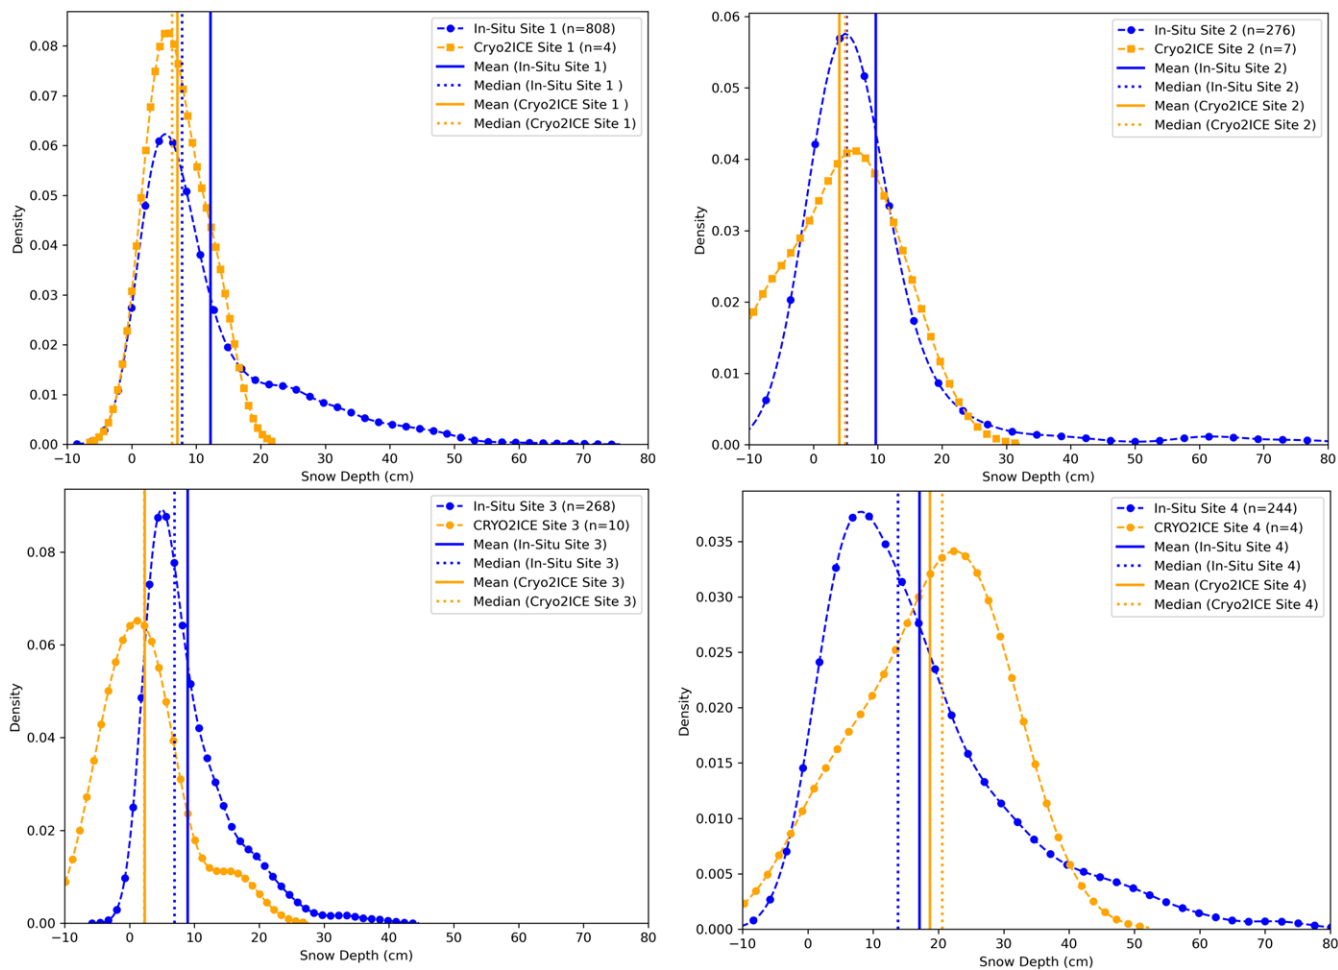 In-Situ Site 1 (n=808)
Cryo2ICE Site 1 (n=4)
Mean (In-Situ Site 1)
Median (In-Situ Site 1 )
Mean (Cryo2ICE Site 1 )
Median (Cryo2ICE Site 1)
0.08
0.07
0.06
0.05
0.04
0.03
0.02
0.01
0.00
Density
-10 0 10 20 30 40 50 60 70 80
Snow Depth (cm)
In-Situ Site 2 (n=276)
Cryo2ICE Site 2 (n=7)
Mean (In-Situ Site 2)
Median (In-Situ Site 2)
Mean (Cryo2ICE Site 2)
Median (Cryo2ICE Site 2)
0.06
0.05
0.04
0.03
0.02
0.01
0.00
Density
−10 0 10 20 30 40 50 60 70 80
Snow Depth (cm)
In-Situ Site 3 (n=268)
CRYO2ICE Site 3 (n=10)
Mean (In-Situ Site 3)
Median (In-Situ Site 3)
Mean (Cryo2ICE Site 3)
Median (Cryo2ICE Site 3)
0.08
0.06
0.04
0.02
0.00
Density
−10 0 10 20 30 40 50 60 70 80
Snow Depth (cm)
In-Situ Site 4 (n=244)
CRYO2ICE Site 4 (n=4)
Mean (In-Situ Site 4)
Median (In-Situ Site 4)
Mean (Cryo2ICE Site 4)
Median (Cryo2ICE Site 4)
0.035
0.030
0.025
0.020
0.015
0.010
0.005
0.000
Density
−10 0 10 20 30 40 50 60 70 80
Snow Depth (cm)